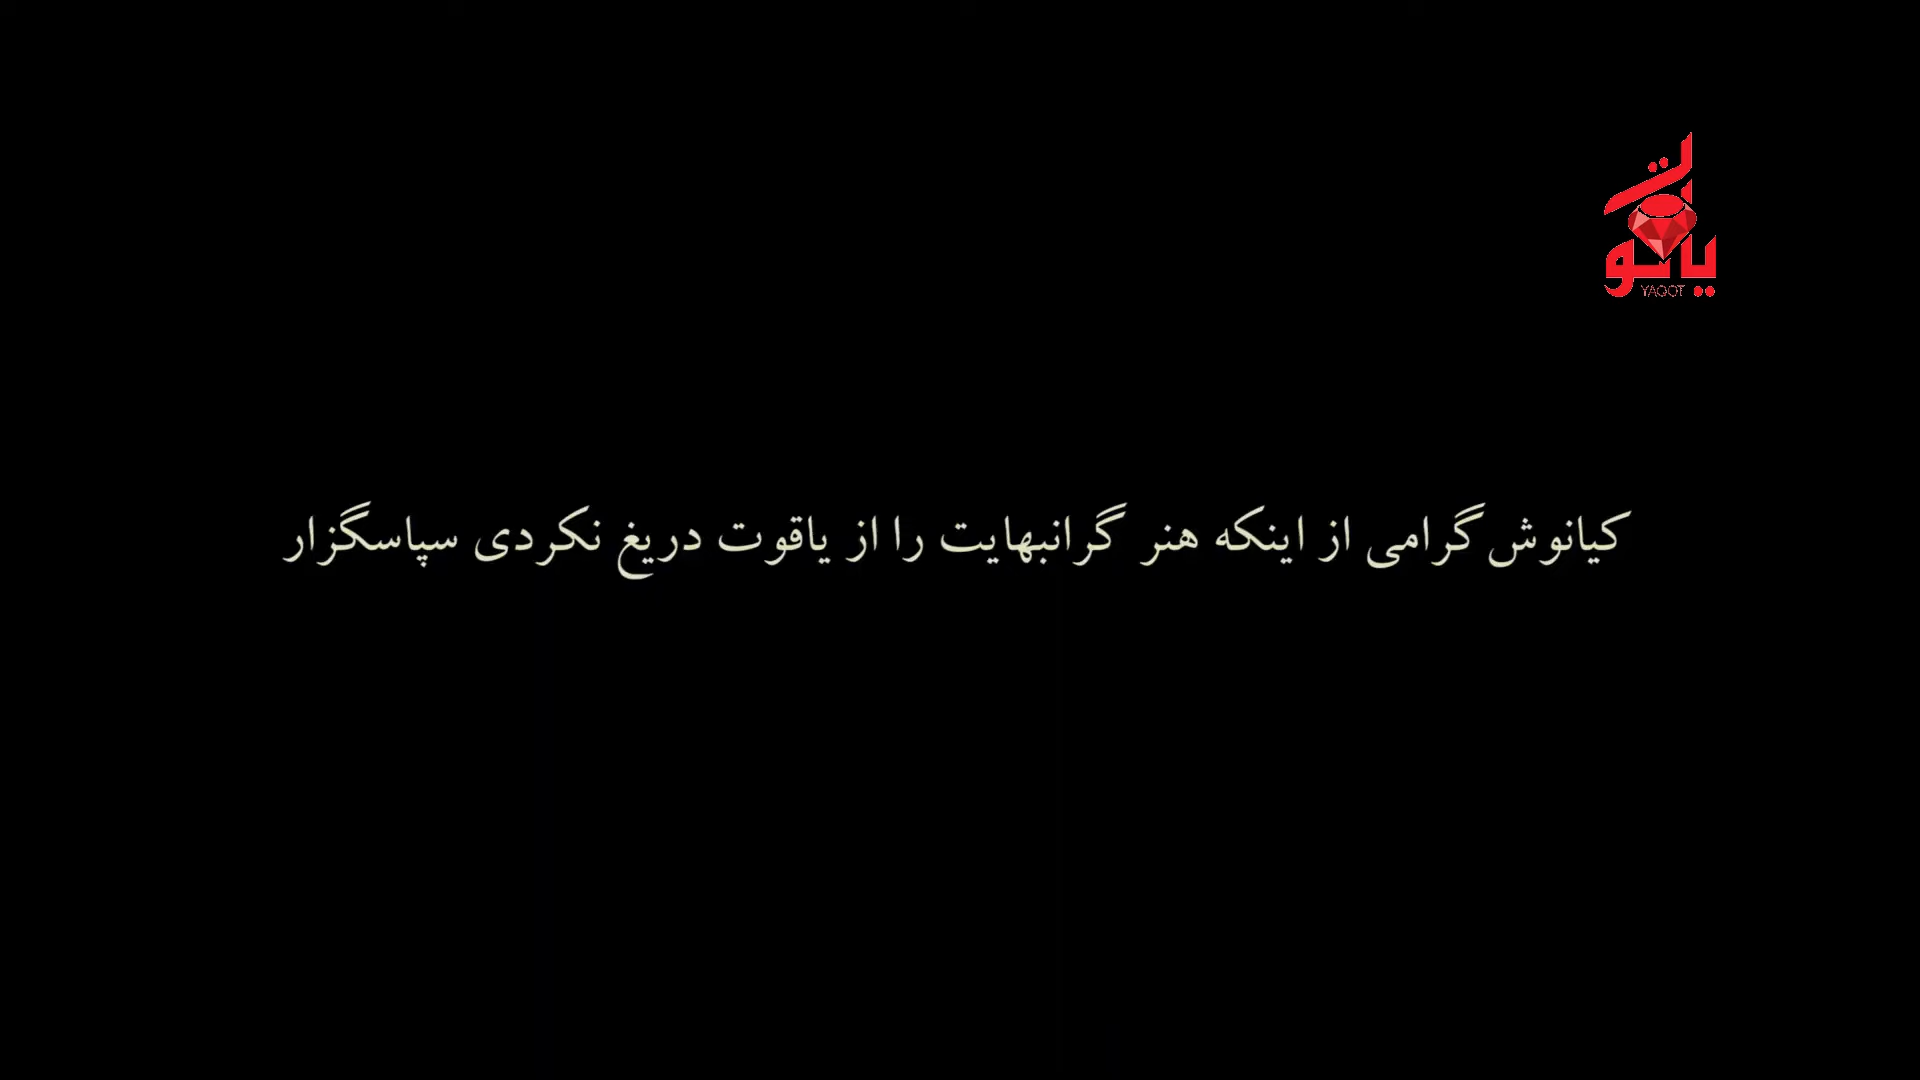 یاقوت
YAQOT
کیانوش گرامی از اینکه هنر گرانبهایت را از یاقوت دریغ نکردی سپاسگزار